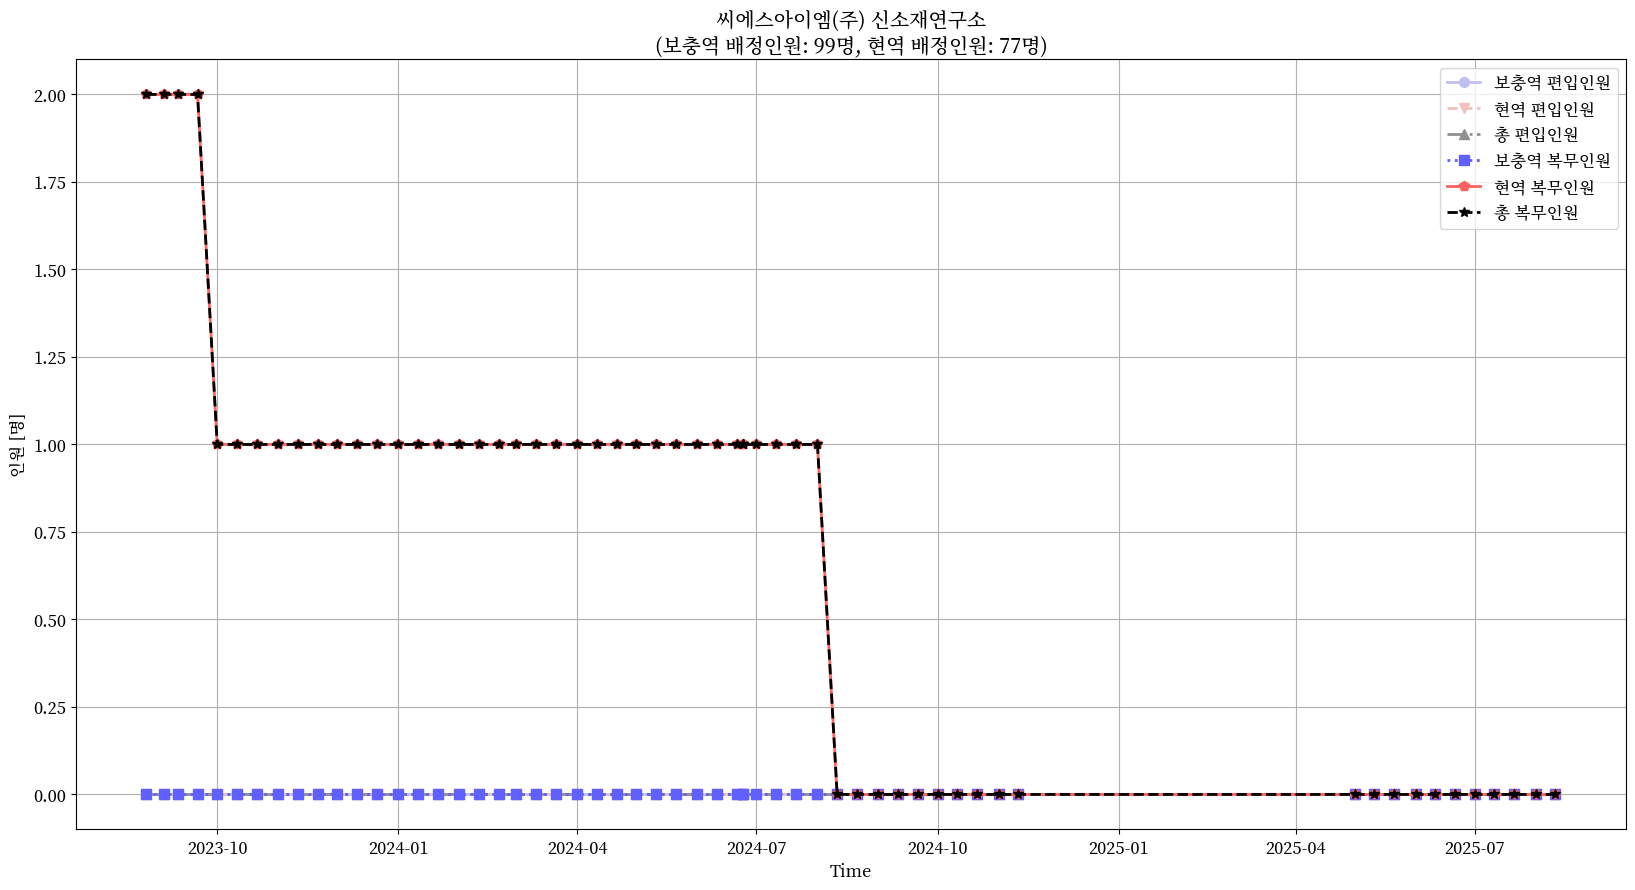 씨에스아이엠(주) 신소재연구소
(보충역 배정인원: 99명, 현역 배정인원: 77명)
보충역 편입인원
현역 편입인원
총 편입인원
보충역 복무인원
현역 복무인원
총 복무인원
인원 [명]
2.00
1.75
1.50
1.25
1.00
0.75
0.50
0.25
0.00
2023-10
2024-01
2024-04
2024-07
2024-10
2025-01
2025-04
2025-07
Time